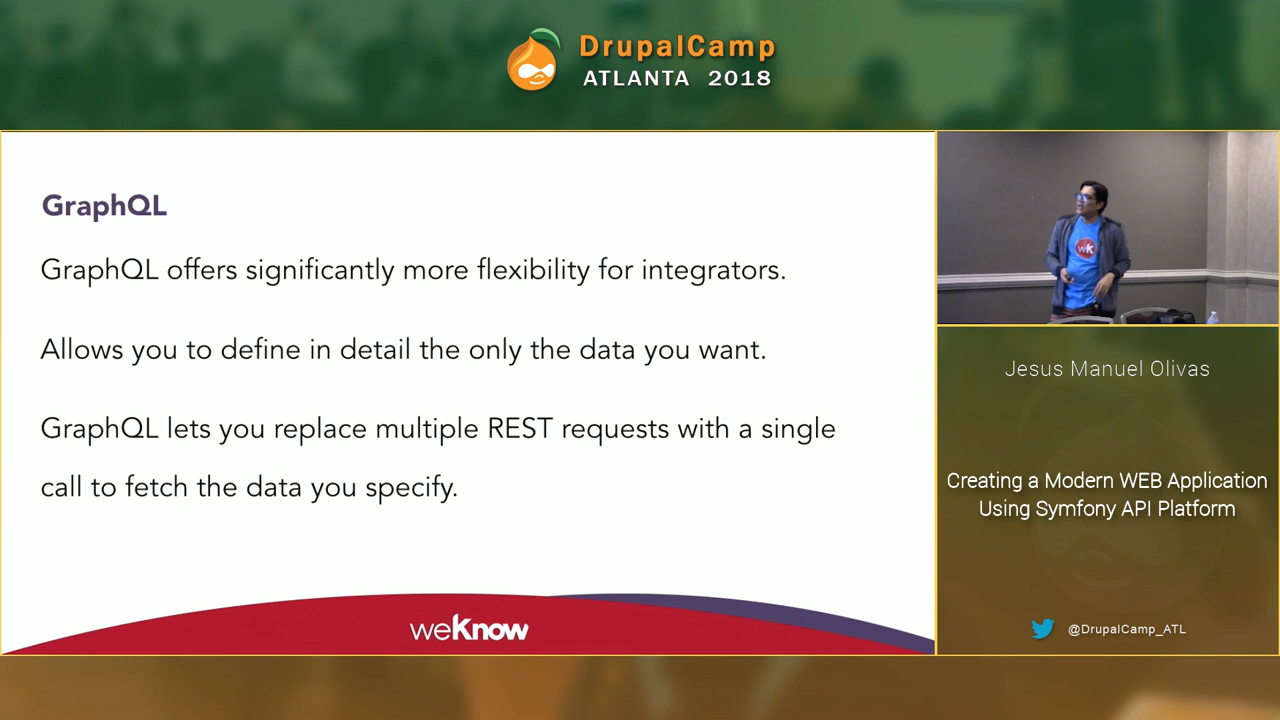 DrupalCamp
ATLANTA 2018
GraphQL
GraphQL offers significantly more flexibility for integrators.
Allows you to define in detail the only the data you want.
GraphQL lets you replace multiple REST requests with a single
call to fetch the data you specify.
weKnow
wk
Jesus Manuel Olivas
Creating a Modern WEB Application
Using Symfony API Platform
@DrupalCamp_ATL